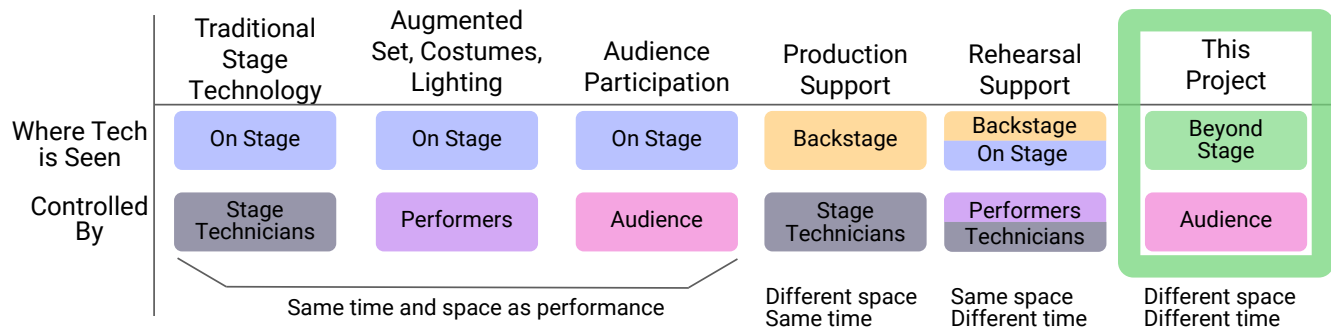 Traditional
Stage
Technology
Augmented
Set, Costumes,
Lighting
Audience
Participation
Production
Support
Rehearsal
Support
This
Project
Where Tech
is Seen
On Stage
On Stage
On Stage
Backstage
Backstage
On Stage
Beyond
Stage
Controlled
By
Stage
Technicians
Performers
Audience
Stage
Technicians
Performers
Technicians
Audience
Same time and space as performance
Different space
Same time
Same space
Different time
Different space
Different time